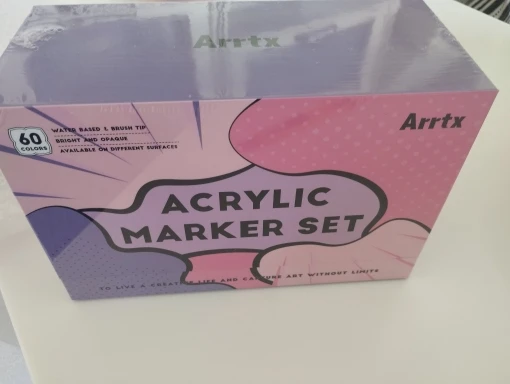 Arrtx
Arrtx
60
COLORS
WATER BASED & BRUSH TIP
BRIGHT AND OPAQUE
AVAILABLE ON DIFFERENT SURFACES
ACRYLIC
MARKER SET
TO LIVE A CREATIVE LIFE AND CAPTURE ART WITHOUT LIMITS